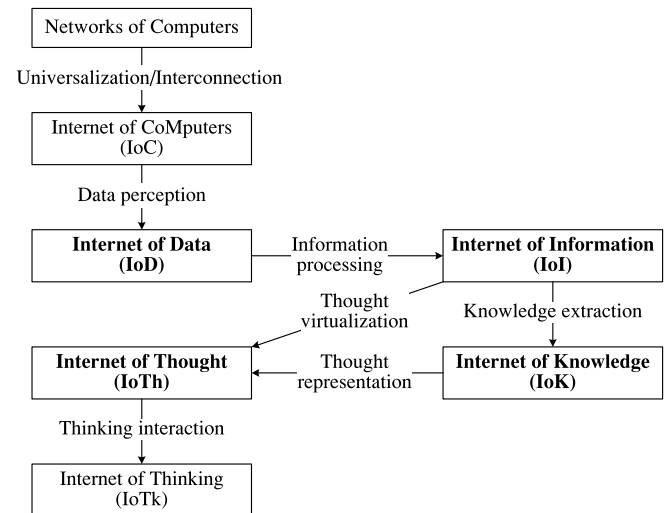 Networks of Computers
Universalization/Interconnection
Internet of CoMputers
(IoC)
Data perception
Internet of Data
(IoD)
Information
processing
Internet of Information
(IoI)
Thought
virtualization
Knowledge extraction
Internet of Thought
(IoTh)
Thought
representation
Internet of Knowledge
(IoK)
Thinking interaction
Internet of Thinking
(IoTk)